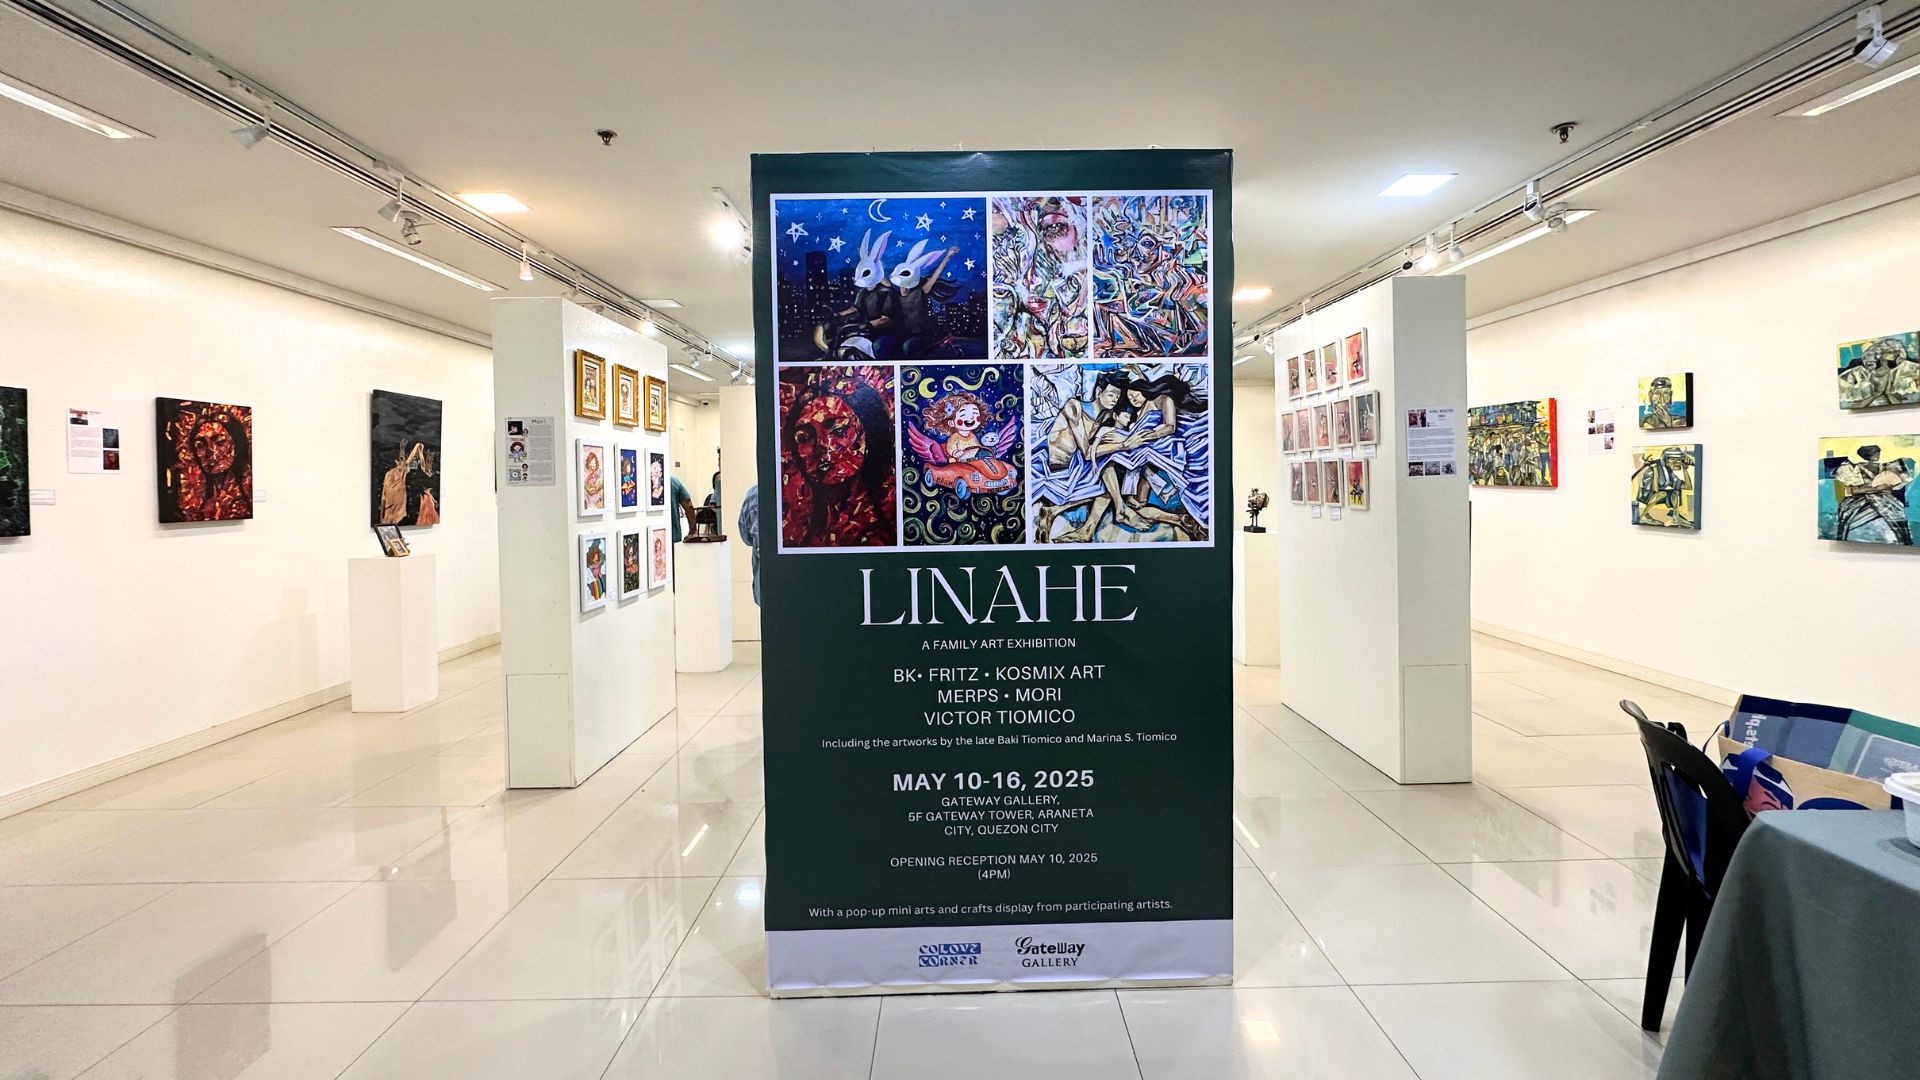 LINAHE
A FAMILY ART EXHIBITION
BK• FRITZ • KOSMIX ART
MERPS • MORI
VICTOR TIOMICO
Including the artworks by the late Baki Tiomico and Marina S. Tiomico
MAY 10-16, 2025
GATEWAY GALLERY,
5F GATEWAY TOWER, ARANETA
CITY, QUEZON CITY
OPENING RECEPTION MAY 10, 2025
(4PM)
With a pop-up mini arts and crafts display from participating artists.
COLOVE
CORNER
GateWay
GALLERY
Mori